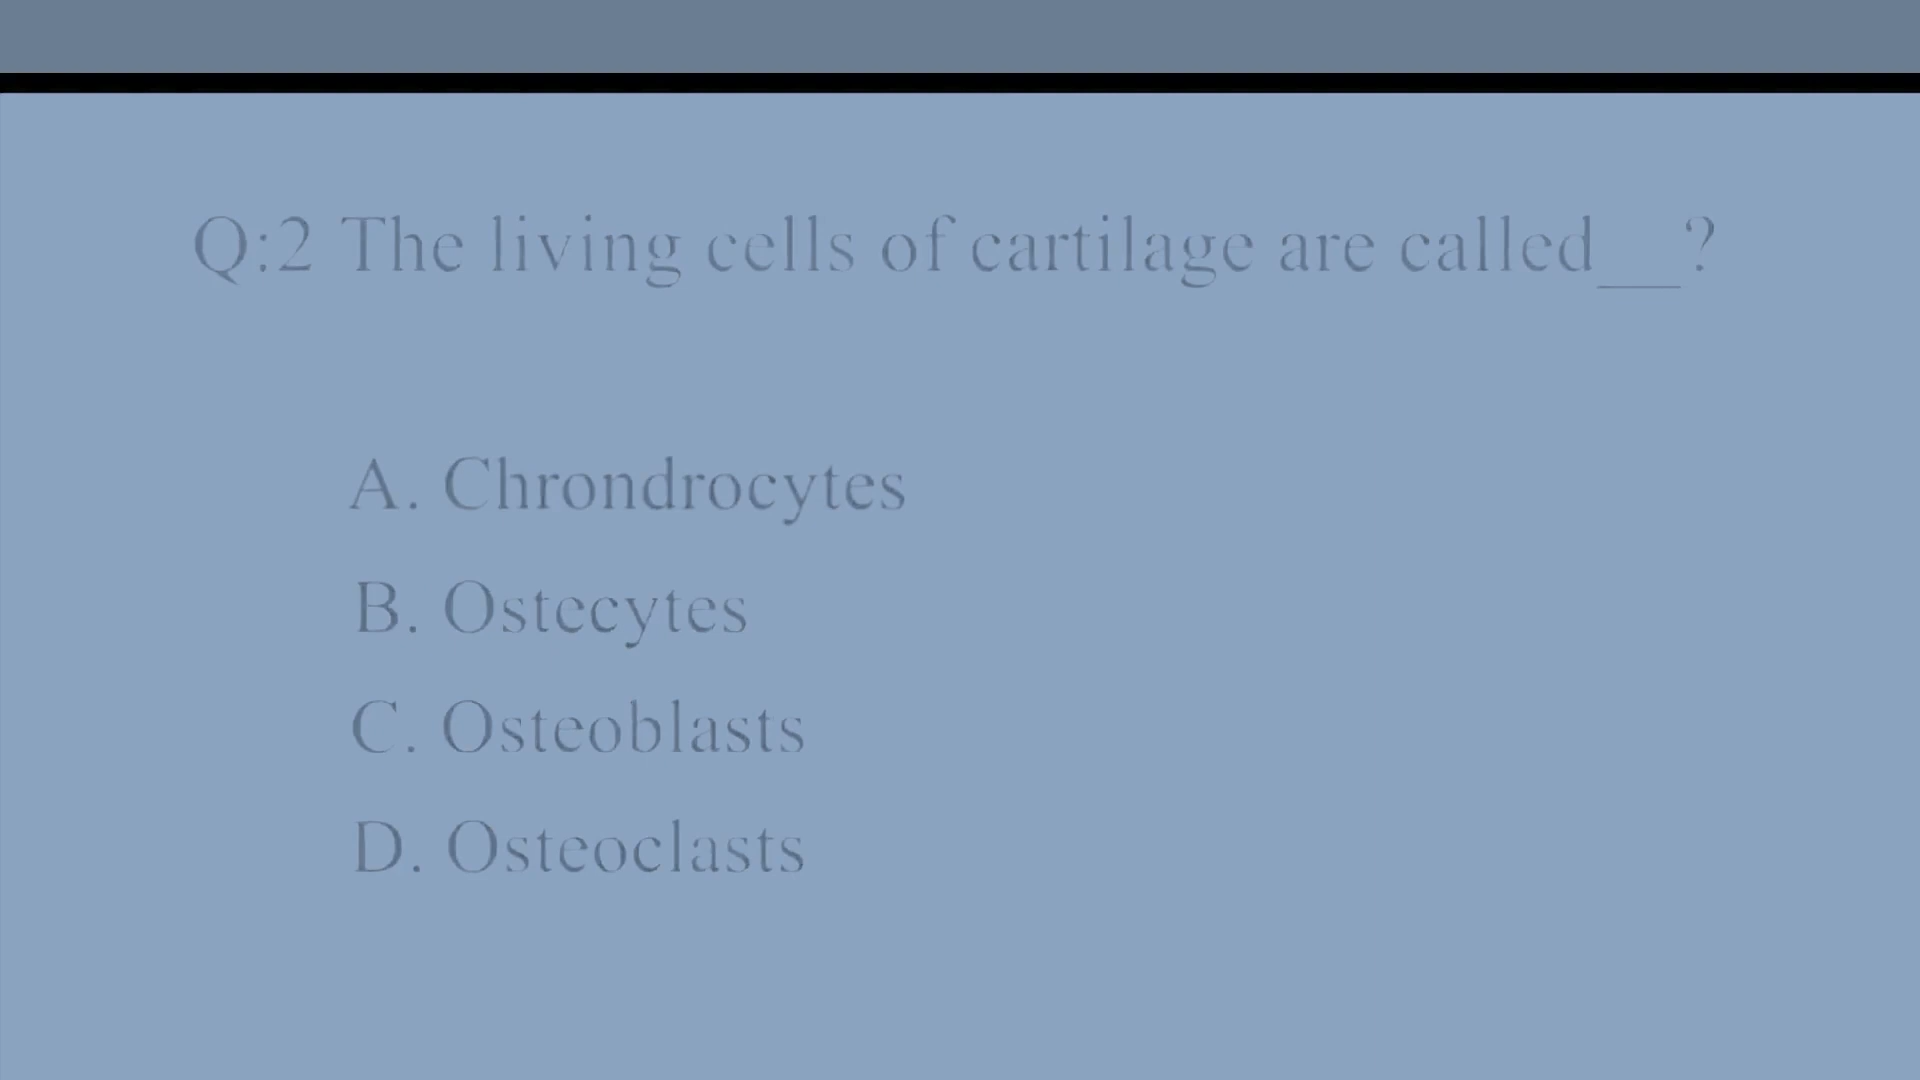 Q:2 The living cells of cartilage are called__?
A. Chrondrocytes
B. Ostecytes
C. Osteoblasts
D. Osteoclasts